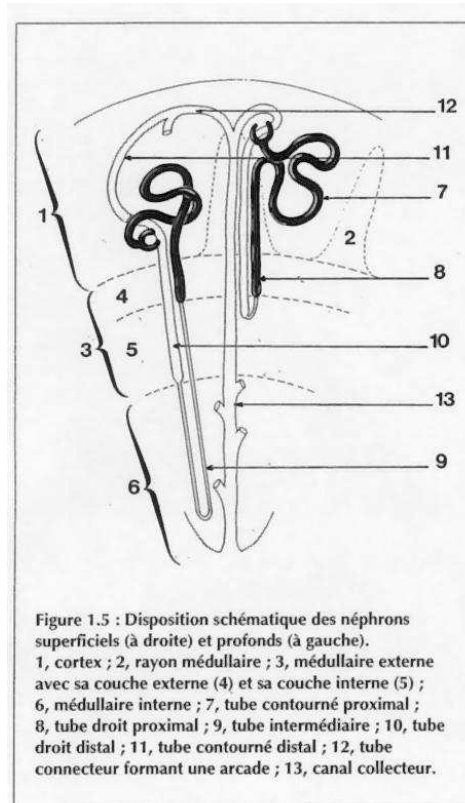 12
11
1
7
2
8
4
3
5
10
13
9
6
Figure 1.5 : Disposition schématique des néphrons
superficiels (à droite) et profonds (à gauche).
1, cortex ; 2, rayon médullaire ; 3, médullaire externe
avec sa couche externe (4) et sa couche interne (5) ;
6, médullaire interne ; 7, tube contourné proximal ;
8, tube droit proximal ; 9, tube intermédiaire ; 10, tube
droit distal ; 11, tube contourné distal ; 12, tube
connecteur formant une arcade ; 13, canal collecteur.